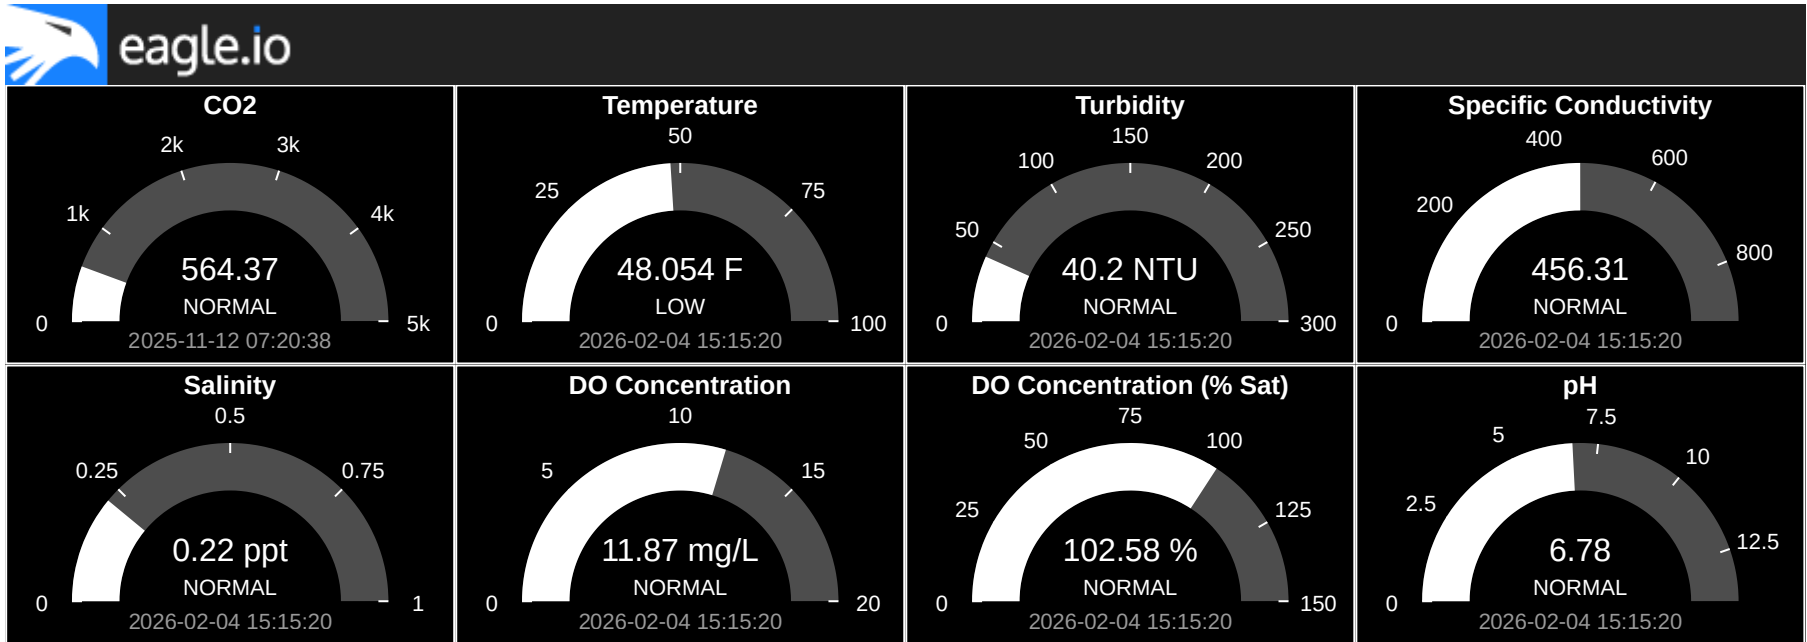 eagle.io
CO2
0
1k
2k
3k
4k
5k
564.37
NORMAL
2025-11-12 07:20:38
Temperature
0
25
50
75
100
48.054 F
LOW
2026-02-04 15:15:20
Turbidity
0
50
100
150
200
250
300
40.2 NTU
NORMAL
2026-02-04 15:15:20
Specific Conductivity
0
200
400
600
800
456.31
NORMAL
2026-02-04 15:15:20
Salinity
0
0.25
0.5
0.75
1
0.22 ppt
NORMAL
2026-02-04 15:15:20
DO Concentration
0
5
10
15
20
11.87 mg/L
NORMAL
2026-02-04 15:15:20
DO Concentration (% Sat)
0
25
50
75
100
125
150
102.58 %
NORMAL
2026-02-04 15:15:20
pH
0
2.5
5
7.5
10
12.5
6.78
NORMAL
2026-02-04 15:15:20